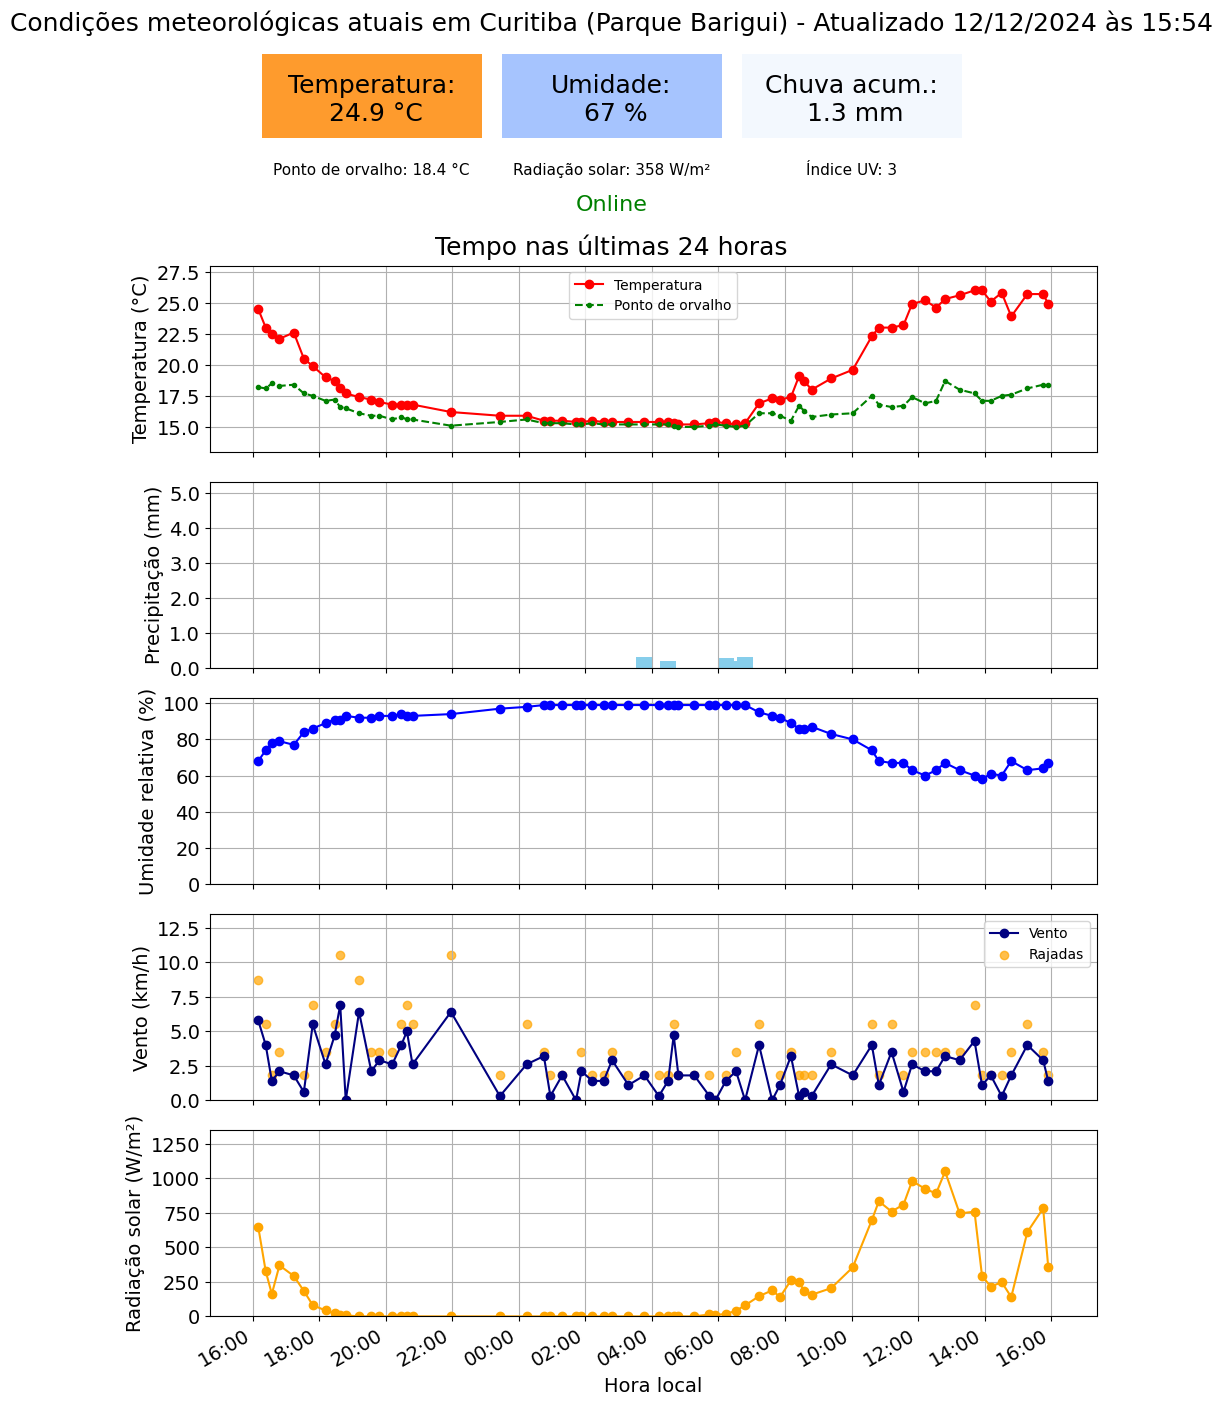 Condições meteorológicas atuais em Curitiba (Parque Barigui) - Atualizado 12/12/2024 às 15:54
Temperatura:
24.9 °C
Umidade:
67 %
Chuva acum.:
1.3 mm
Ponto de orvalho: 18.4 °C
Radiação solar: 358 W/m²
Índice UV: 3
Online
Tempo nas últimas 24 horas
Temperatura (°C)
27.5
25.0
22.5
20.0
17.5
15.0
Temperatura
Ponto de orvalho
Precipitação (mm)
5.0
4.0
3.0
2.0
1.0
0.0
Umidade relativa (%)
100
80
60
40
20
0
Vento (km/h)
12.5
10.0
7.5
5.0
2.5
0.0
Vento
Rajadas
Radiação solar (W/m²)
1250
1000
750
500
250
0
16:00
18:00
20:00
22:00
00:00
02:00
04:00
06:00
08:00
10:00
12:00
14:00
16:00
Hora local